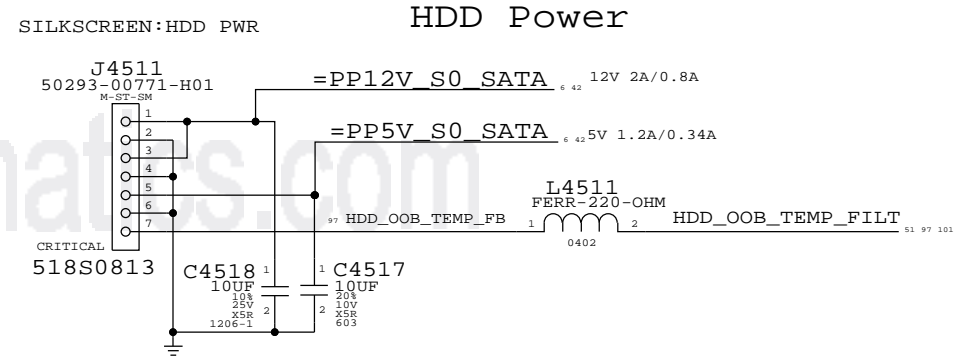 HDD Power
SILKSCREEN:HDD PWR
J4511
50293-00771-H01
M-ST-SM
1
2
3
4
5
6
7
CRITICAL
518S0813
=PP12V_S0_SATA 6 42 12V 2A/0.8A
=PP5V_S0_SATA 6 42 5V 1.2A/0.34A
L4511
FERR-220-OHM
97 HDD_OOB_TEMP_FB 1 2 HDD_OOB_TEMP_FILT 51 97 101
0402
C4518 1
10UF
10%
25V
X5R 2
1206-1
1 C4517
10UF
20%
10V
2 X5R
603
matics.com